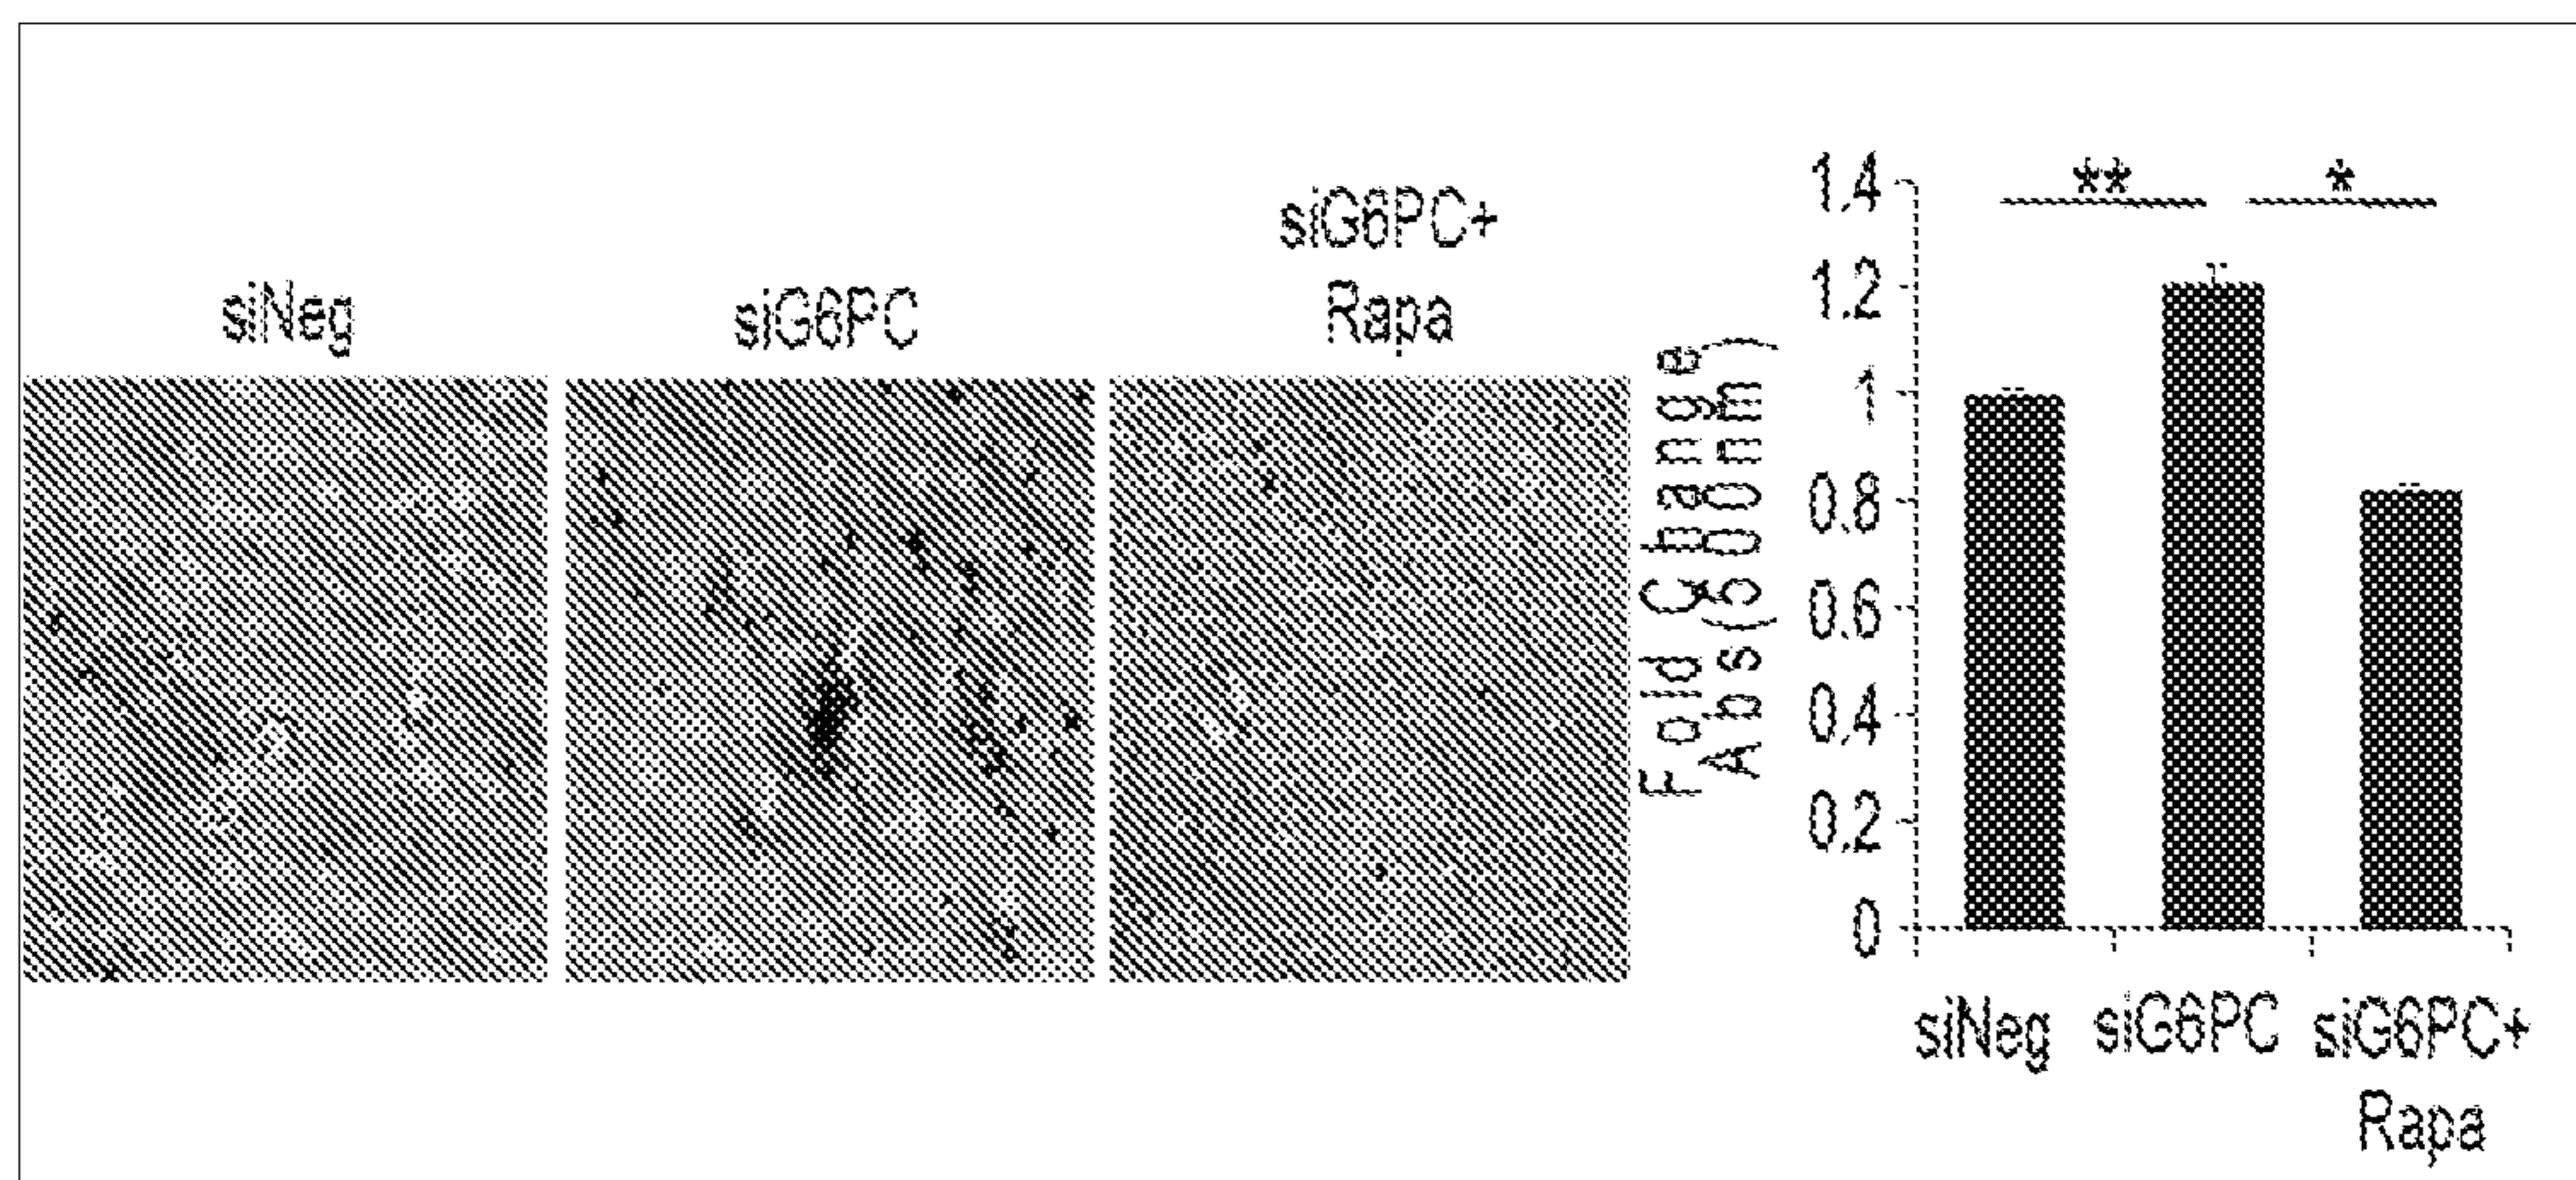 siNeg
siG6PC
siG6PC+
Rapa
Fold Change
Abs(500nm)
1.4
1.2
1
0.8
0.6
0.4
0.2
0
**
*
siNeg
siG6PC
siG6PC+
Rapa